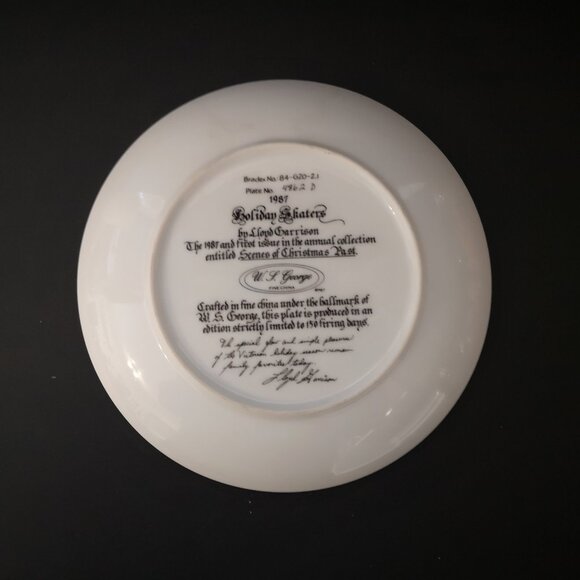 Bradex No. 84-G20-2.1
Plate No. 4862 D
1987
Holiday Skaters
by Lloyd Garrison
The 1987 and first issue in the annual collection
entitled Scenes of Christmas Past.
W. S. George
FINE CHINA
Crafted in fine china under the hallmark of
W. S. George, this plate is produced in an
edition strictly limited to 150 firing days.
The special glow and simple pleasures
of the Victorian holiday season remain
family favorites today.
Lloyd Garrison